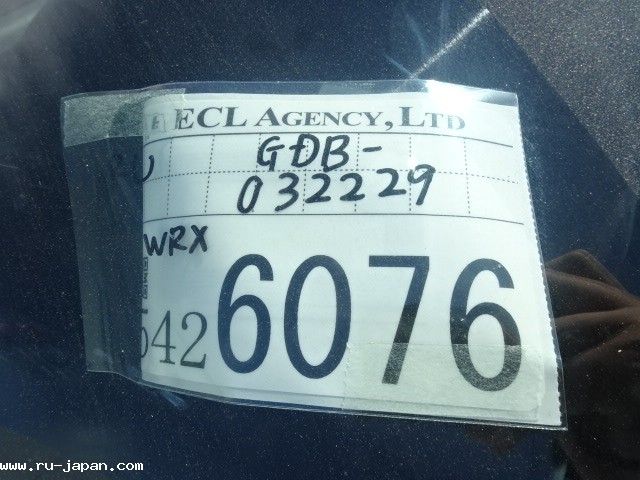 ECL AGENCY, LTD
GDB-
032229
WRX
542 6076
www.ru-japan.com